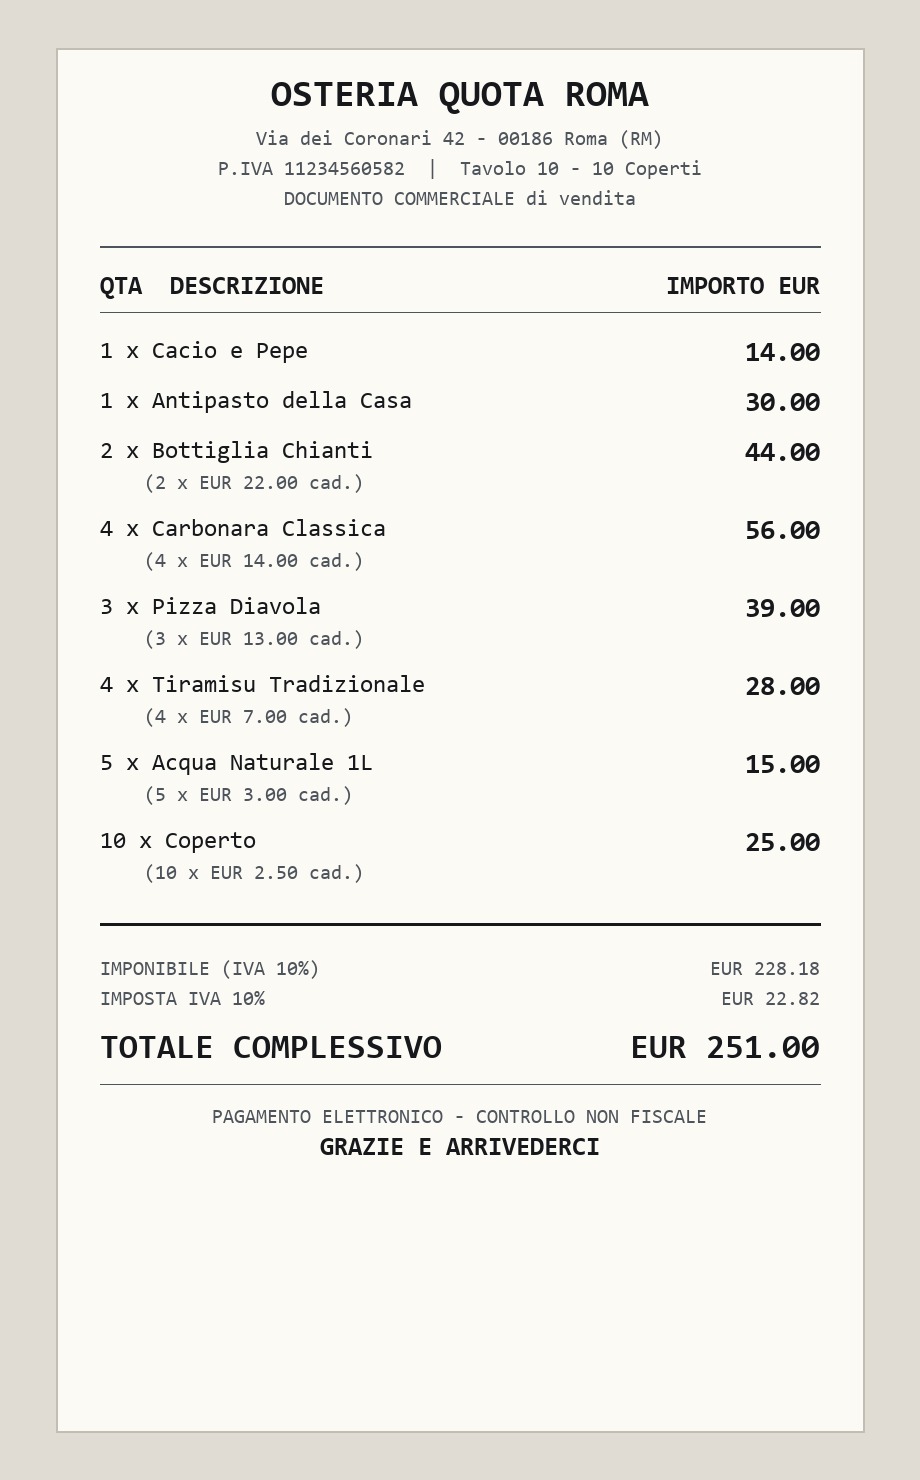 OSTERIA QUOTA ROMA
Via dei Coronari 42 - 00186 Roma (RM)
P.IVA 11234560582 | Tavolo 10 - 10 Coperti
DOCUMENTO COMMERCIALE di vendita
QTA DESCRIZIONE IMPORTO EUR
1 x Cacio e Pepe 14.00
1 x Antipasto della Casa 30.00
2 x Bottiglia Chianti 44.00
(2 x EUR 22.00 cad.)
4 x Carbonara Classica 56.00
(4 x EUR 14.00 cad.)
3 x Pizza Diavola 39.00
(3 x EUR 13.00 cad.)
4 x Tiramisu Tradizionale 28.00
(4 x EUR 7.00 cad.)
5 x Acqua Naturale 1L 15.00
(5 x EUR 3.00 cad.)
10 x Coperto 25.00
(10 x EUR 2.50 cad.)
IMPONIBILE (IVA 10%) EUR 228.18
IMPOSTA IVA 10% EUR 22.82
TOTALE COMPLESSIVO EUR 251.00
PAGAMENTO ELETTRONICO - CONTROLLO NON FISCALE
GRAZIE E ARRIVEDERCI